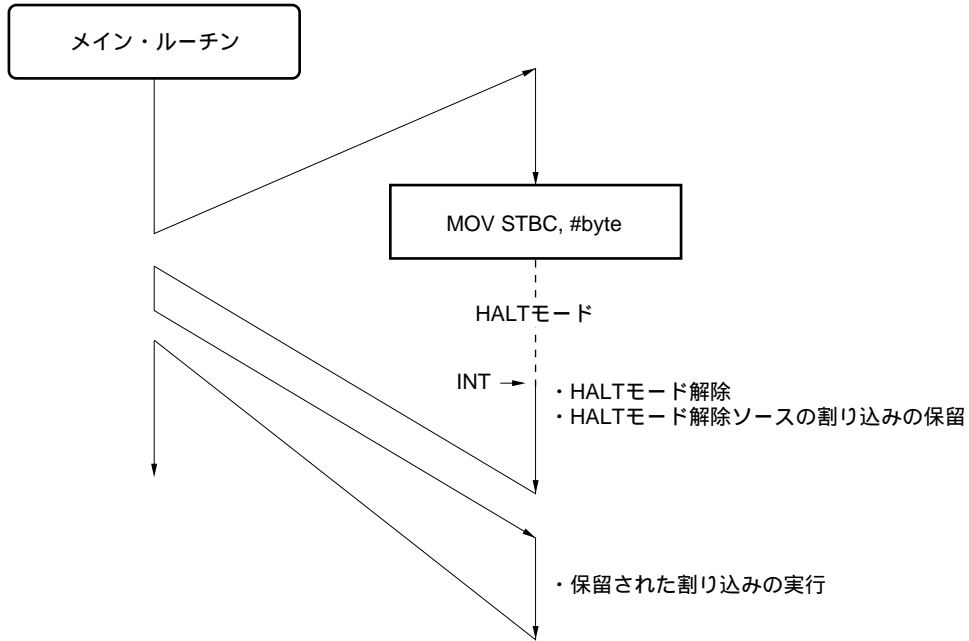 メイン・ルーチン
MOV STBC, #byte
HALTモード
INT
・HALTモード解除
・HALTモード解除ソースの割り込みの保留
・保留された割り込みの実行